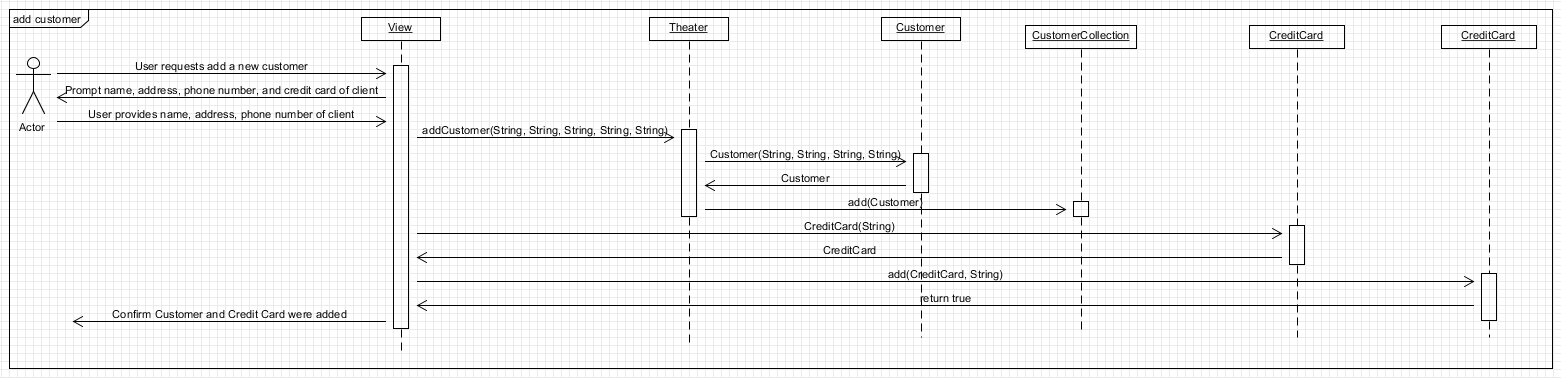 add customer
View
Theater
Customer
CustomerCollection
CreditCard
CreditCard
User requests add a new customer
Prompt name, address, phone number, and credit card of client
User provides name, address, phone number of client
Actor
addCustomer(String, String, String, String, String)
Customer(String, String, String, String)
Customer
add(Customer)
CreditCard(String)
CreditCard
add(CreditCard, String)
return true
Confirm Customer and Credit Card were added